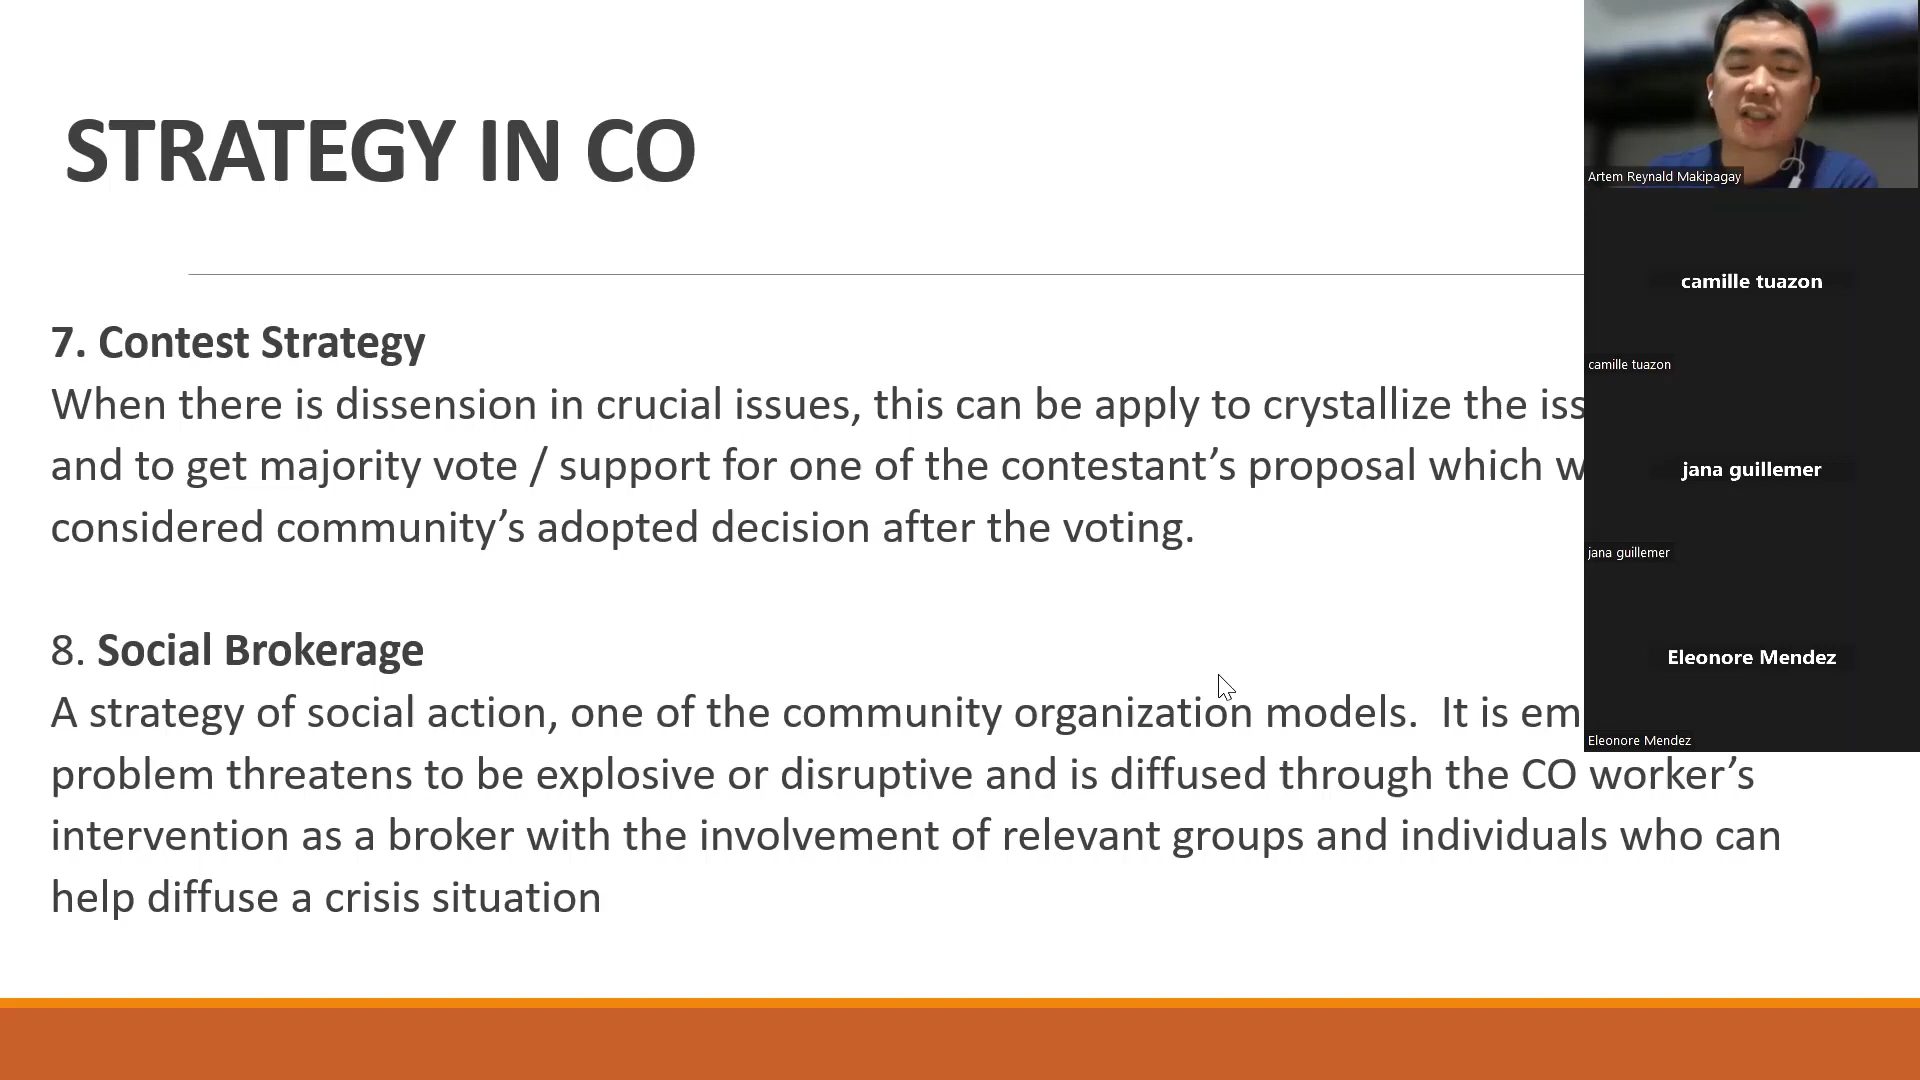 STRATEGY IN CO
7. Contest Strategy
When there is dissension in crucial issues, this can be apply to crystallize the
and to get majority vote / support for one of the contestant’s proposal which
considered community’s adopted decision after the voting.
8. Social Brokerage
A strategy of social action, one of the community organization models. It is
problem threatens to be explosive or disruptive and is diffused through the CO worker’s
intervention as a broker with the involvement of relevant groups and individuals who can
help diffuse a crisis situation
Artem Reynald Makipagay
camille tuazon
camille tuazon
jana guillemer
jana guillemer
Eleonore Mendez
Eleonore Mendez